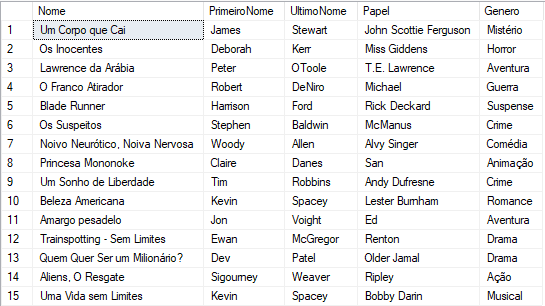 Nome PrimeiroNome UltimoNome Papel Genero
1 Um Corpo que Cai James Stewart John Scottie Ferguson Mistério
2 Os Inocentes Deborah Kerr Miss Giddens Horror
3 Lawrence da Arábia Peter OToole T.E. Lawrence Aventura
4 O Franco Atirador Robert DeNiro Michael Guerra
5 Blade Runner Harrison Ford Rick Deckard Suspense
6 Os Suspeitos Stephen Baldwin McManus Crime
7 Noivo Neurótico, Noiva Nervosa Woody Allen Alvy Singer Comédia
8 Princesa Mononoke Claire Danes San Animação
9 Um Sonho de Liberdade Tim Robbins Andy Dufresne Crime
10 Beleza Americana Kevin Spacey Lester Burnham Romance
11 Amargo pesadelo Jon Voight Ed Aventura
12 Trainspotting - Sem Limites Ewan McGregor Renton Drama
13 Quem Quer Ser um Milionário? Dev Patel Older Jamal Drama
14 Aliens, O Resgate Sigourney Weaver Ripley Ação
15 Uma Vida sem Limites Kevin Spacey Bobby Darin Musical